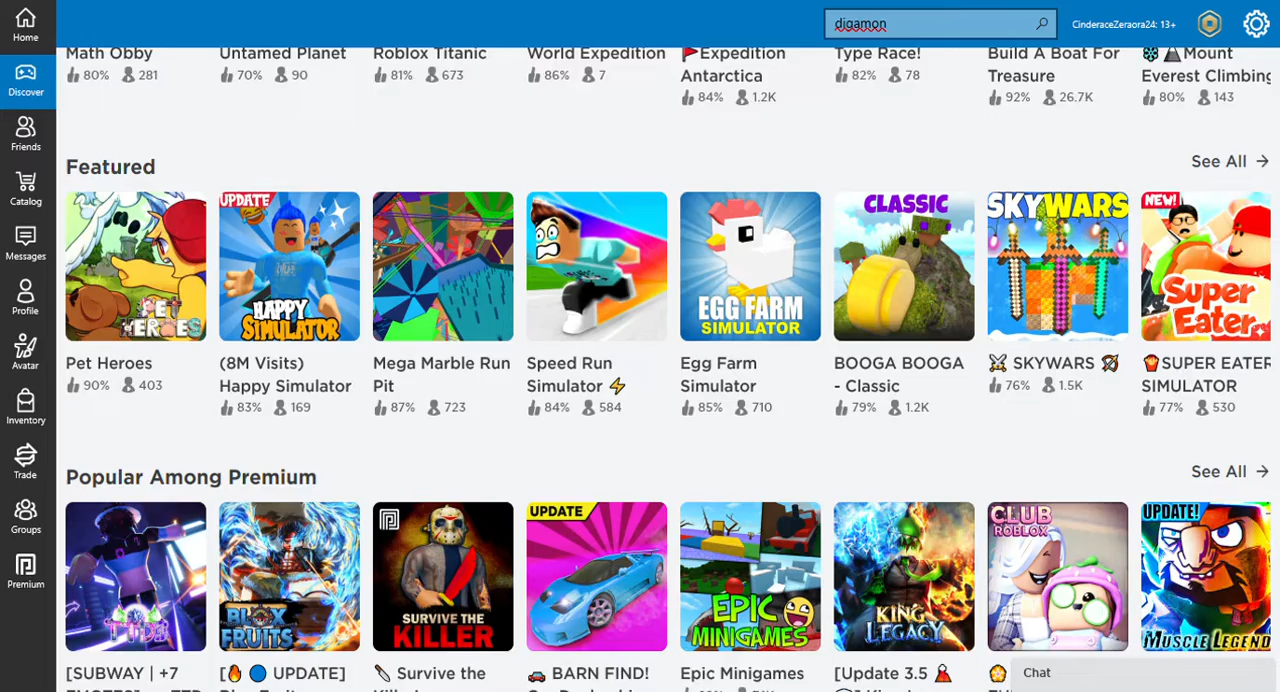 Home
Discover
Friends
Catalog
Messages
Profile
Avatar
Inventory
Trade
Groups
Premium
digamon
CinderaceZeraora24: 13+
Math Obby
80% 281
Untamed Planet
70% 90
Roblox Titanic
81% 673
World Expedition
86% 7
🚩Expedition
Antarctica
84% 1.2K
Type Race!
82% 78
Build A Boat For
Treasure
92% 26.7K
❄️⛰️Mount
Everest Climbing
80% 143
Featured
See All →
PET
HEROES
Pet Heroes
90% 403
UPDATE
HAPPY
SIMULATOR
(8M Visits)
Happy Simulator
83% 169
Mega Marble Run
Pit
87% 723
Speed Run
Simulator ⚡
84% 584
EGG FARM
SIMULATOR
Egg Farm
Simulator
85% 710
CLASSIC
BOOGA BOOGA
- Classic
79% 1.2K
SKYWARS
⚔️ SKYWARS 🏹
76% 1.5K
NEW!
Super
Eater
🍟SUPER EATER
SIMULATOR
77% 530
Popular Among Premium
See All →
[SUBWAY | +7
UPDATE
BLOX
FRUITS
[🔥 🔵 UPDATE]
SURVIVE THE
KILLER
🔪 Survive the
UPDATE
🚗 BARN FIND!
EPIC
MINIGAMES
Epic Minigames
KING
LEGACY
[Update 3.5
CLUB
ROBLOX
UPDATE!
MUSCLE LEGEND
Chat